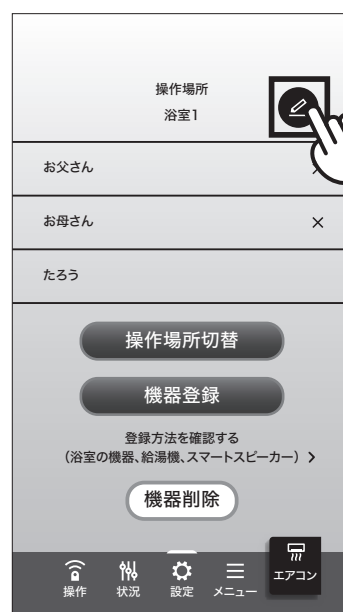 操作場所
浴室1
お父さん
お母さん ×
たろう
操作場所切替
機器登録
登録方法を確認する
(浴室の機器、給湯機、スマートスピーカー) >
機器削除
操作 状況 設定 メニュー エアコン